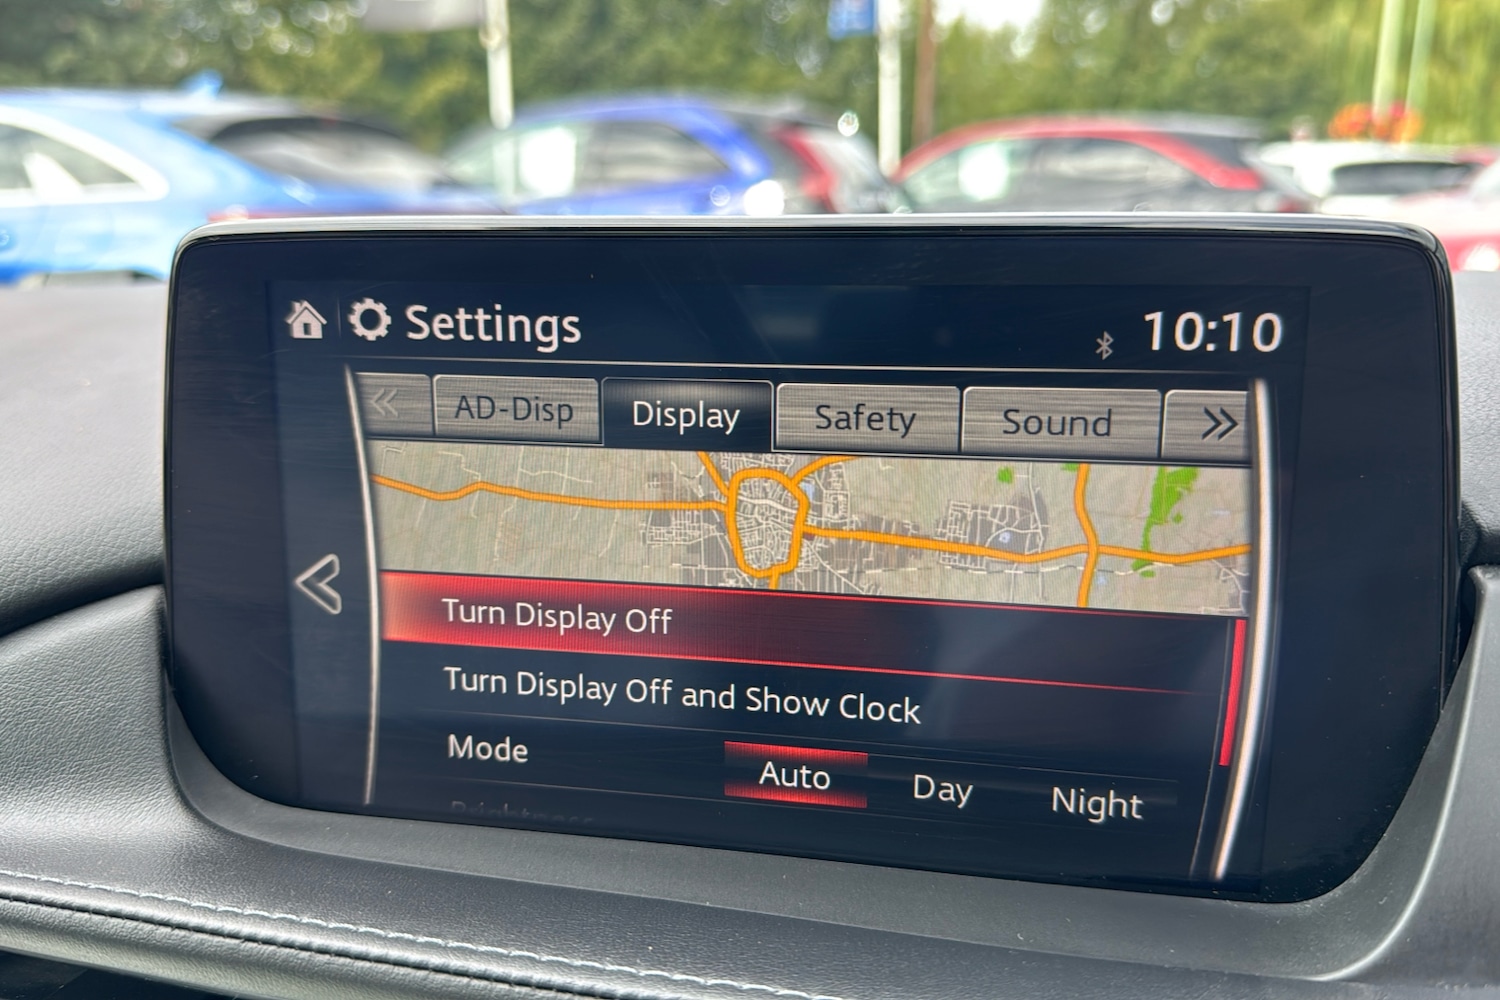 Settings
10:10
AD-Disp
Display
Safety
Sound
Turn Display Off
Turn Display Off and Show Clock
Mode
Auto
Day
Night
Brightness